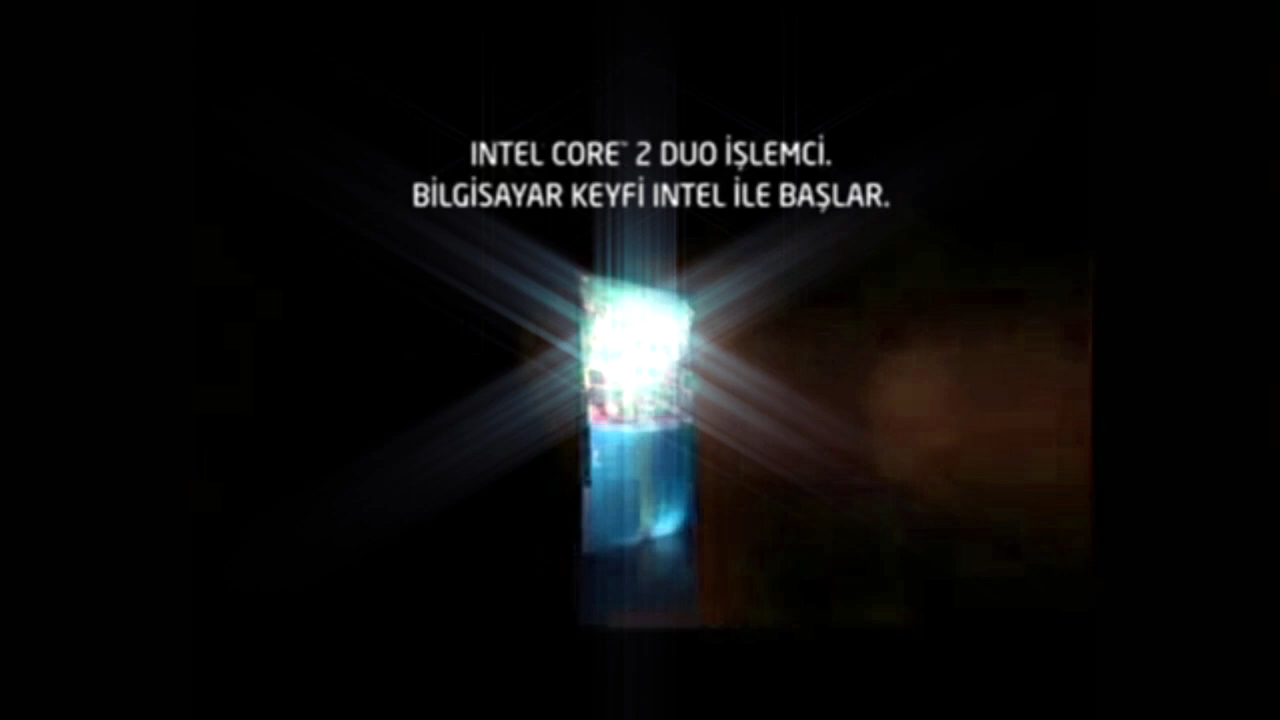 INTEL CORE™ 2 DUO İŞLEMCİ.
BİLGİSAYAR KEYFİ INTEL İLE BAŞLAR.